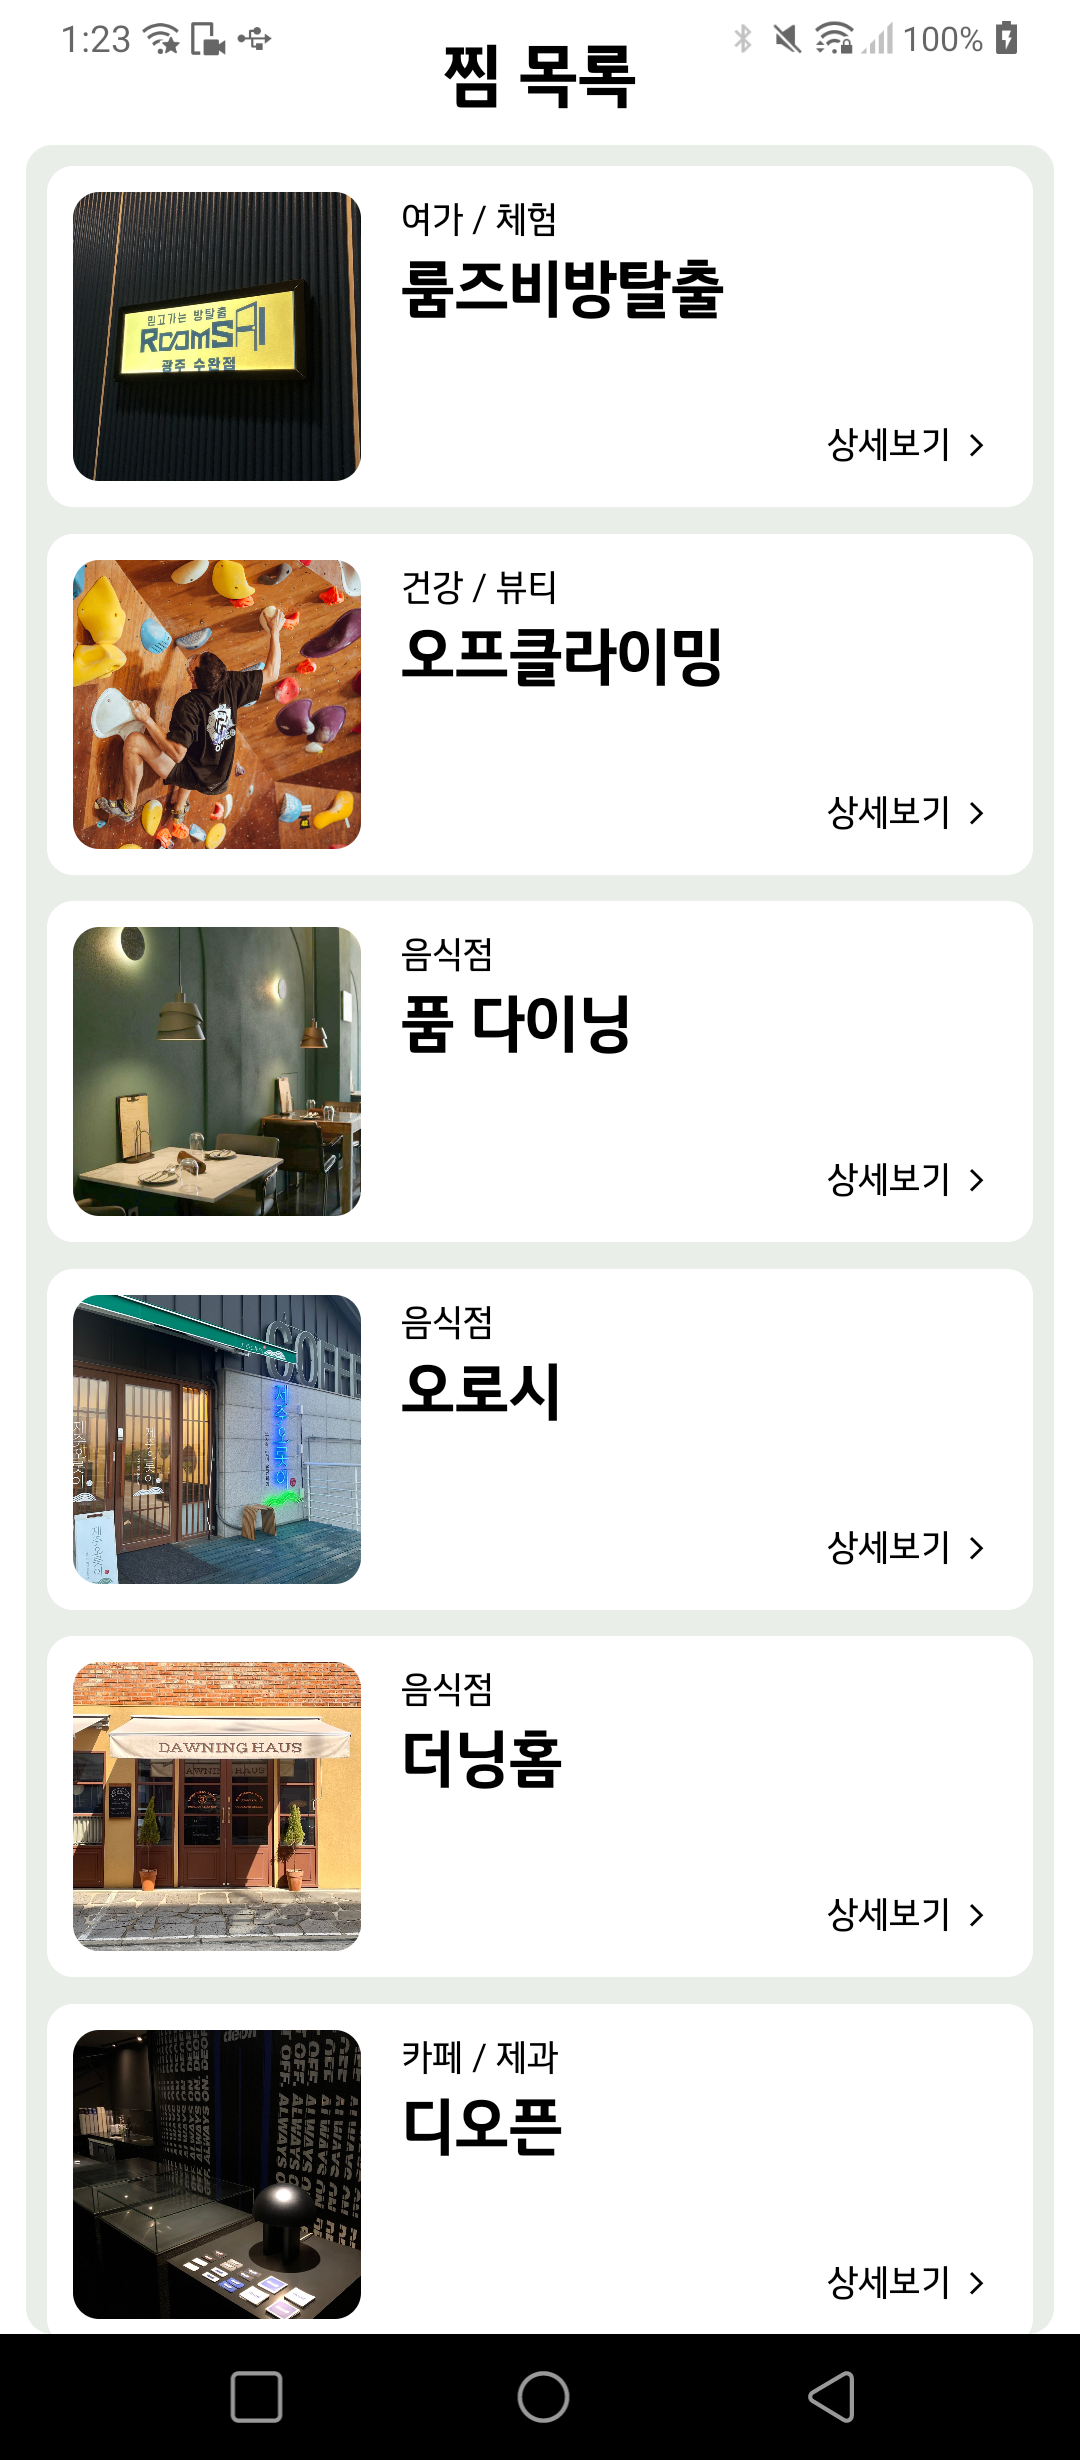 1:23
100%
찜 목록
여가 / 체험
룸즈비방탈출
믿고가는 방탈출
ROOMSAI
광주 수완점
상세보기
건강 / 뷰티
오프클라이밍
상세보기
음식점
품 다이닝
상세보기
음식점
오로시
COFFE
상세보기
음식점
더닝홈
DAWNING HAUS
상세보기
카페 / 제과
디오픈
ALWAYS ON
상세보기